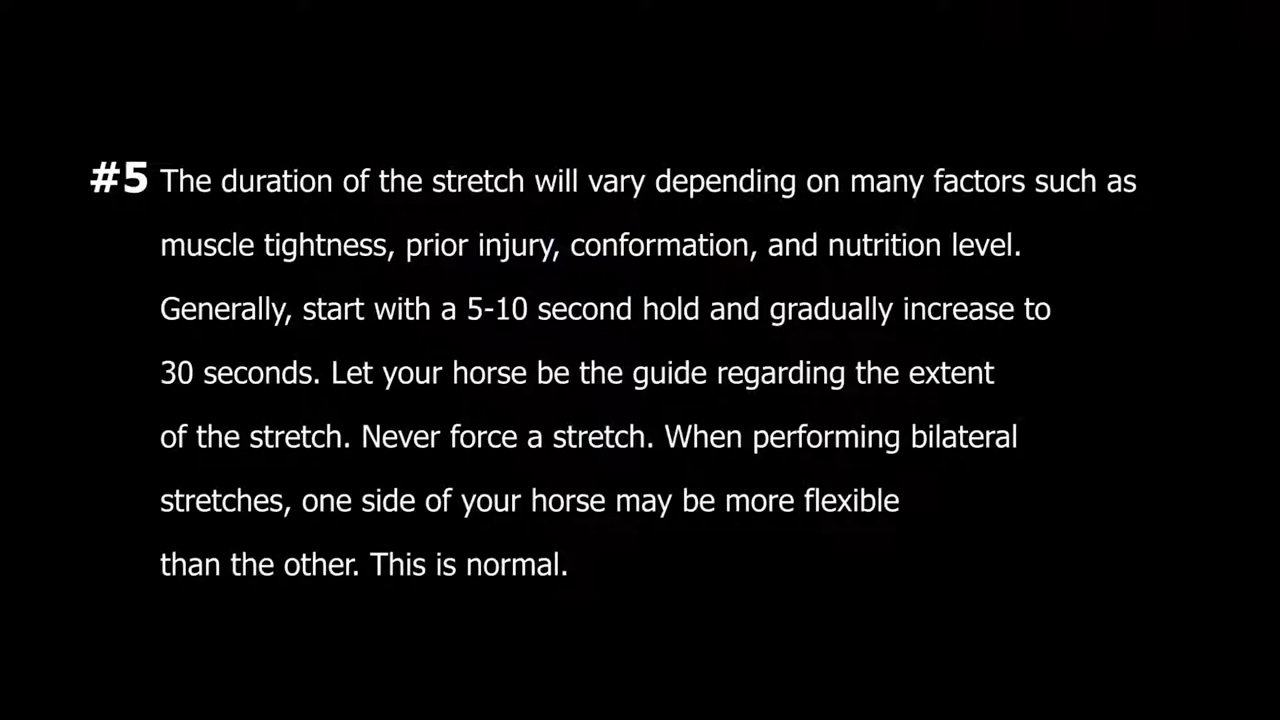 #5 The duration of the stretch will vary depending on many factors such as
muscle tightness, prior injury, conformation, and nutrition level.
Generally, start with a 5-10 second hold and gradually increase to
30 seconds. Let your horse be the guide regarding the extent
of the stretch. Never force a stretch. When performing bilateral
stretches, one side of your horse may be more flexible
than the other. This is normal.